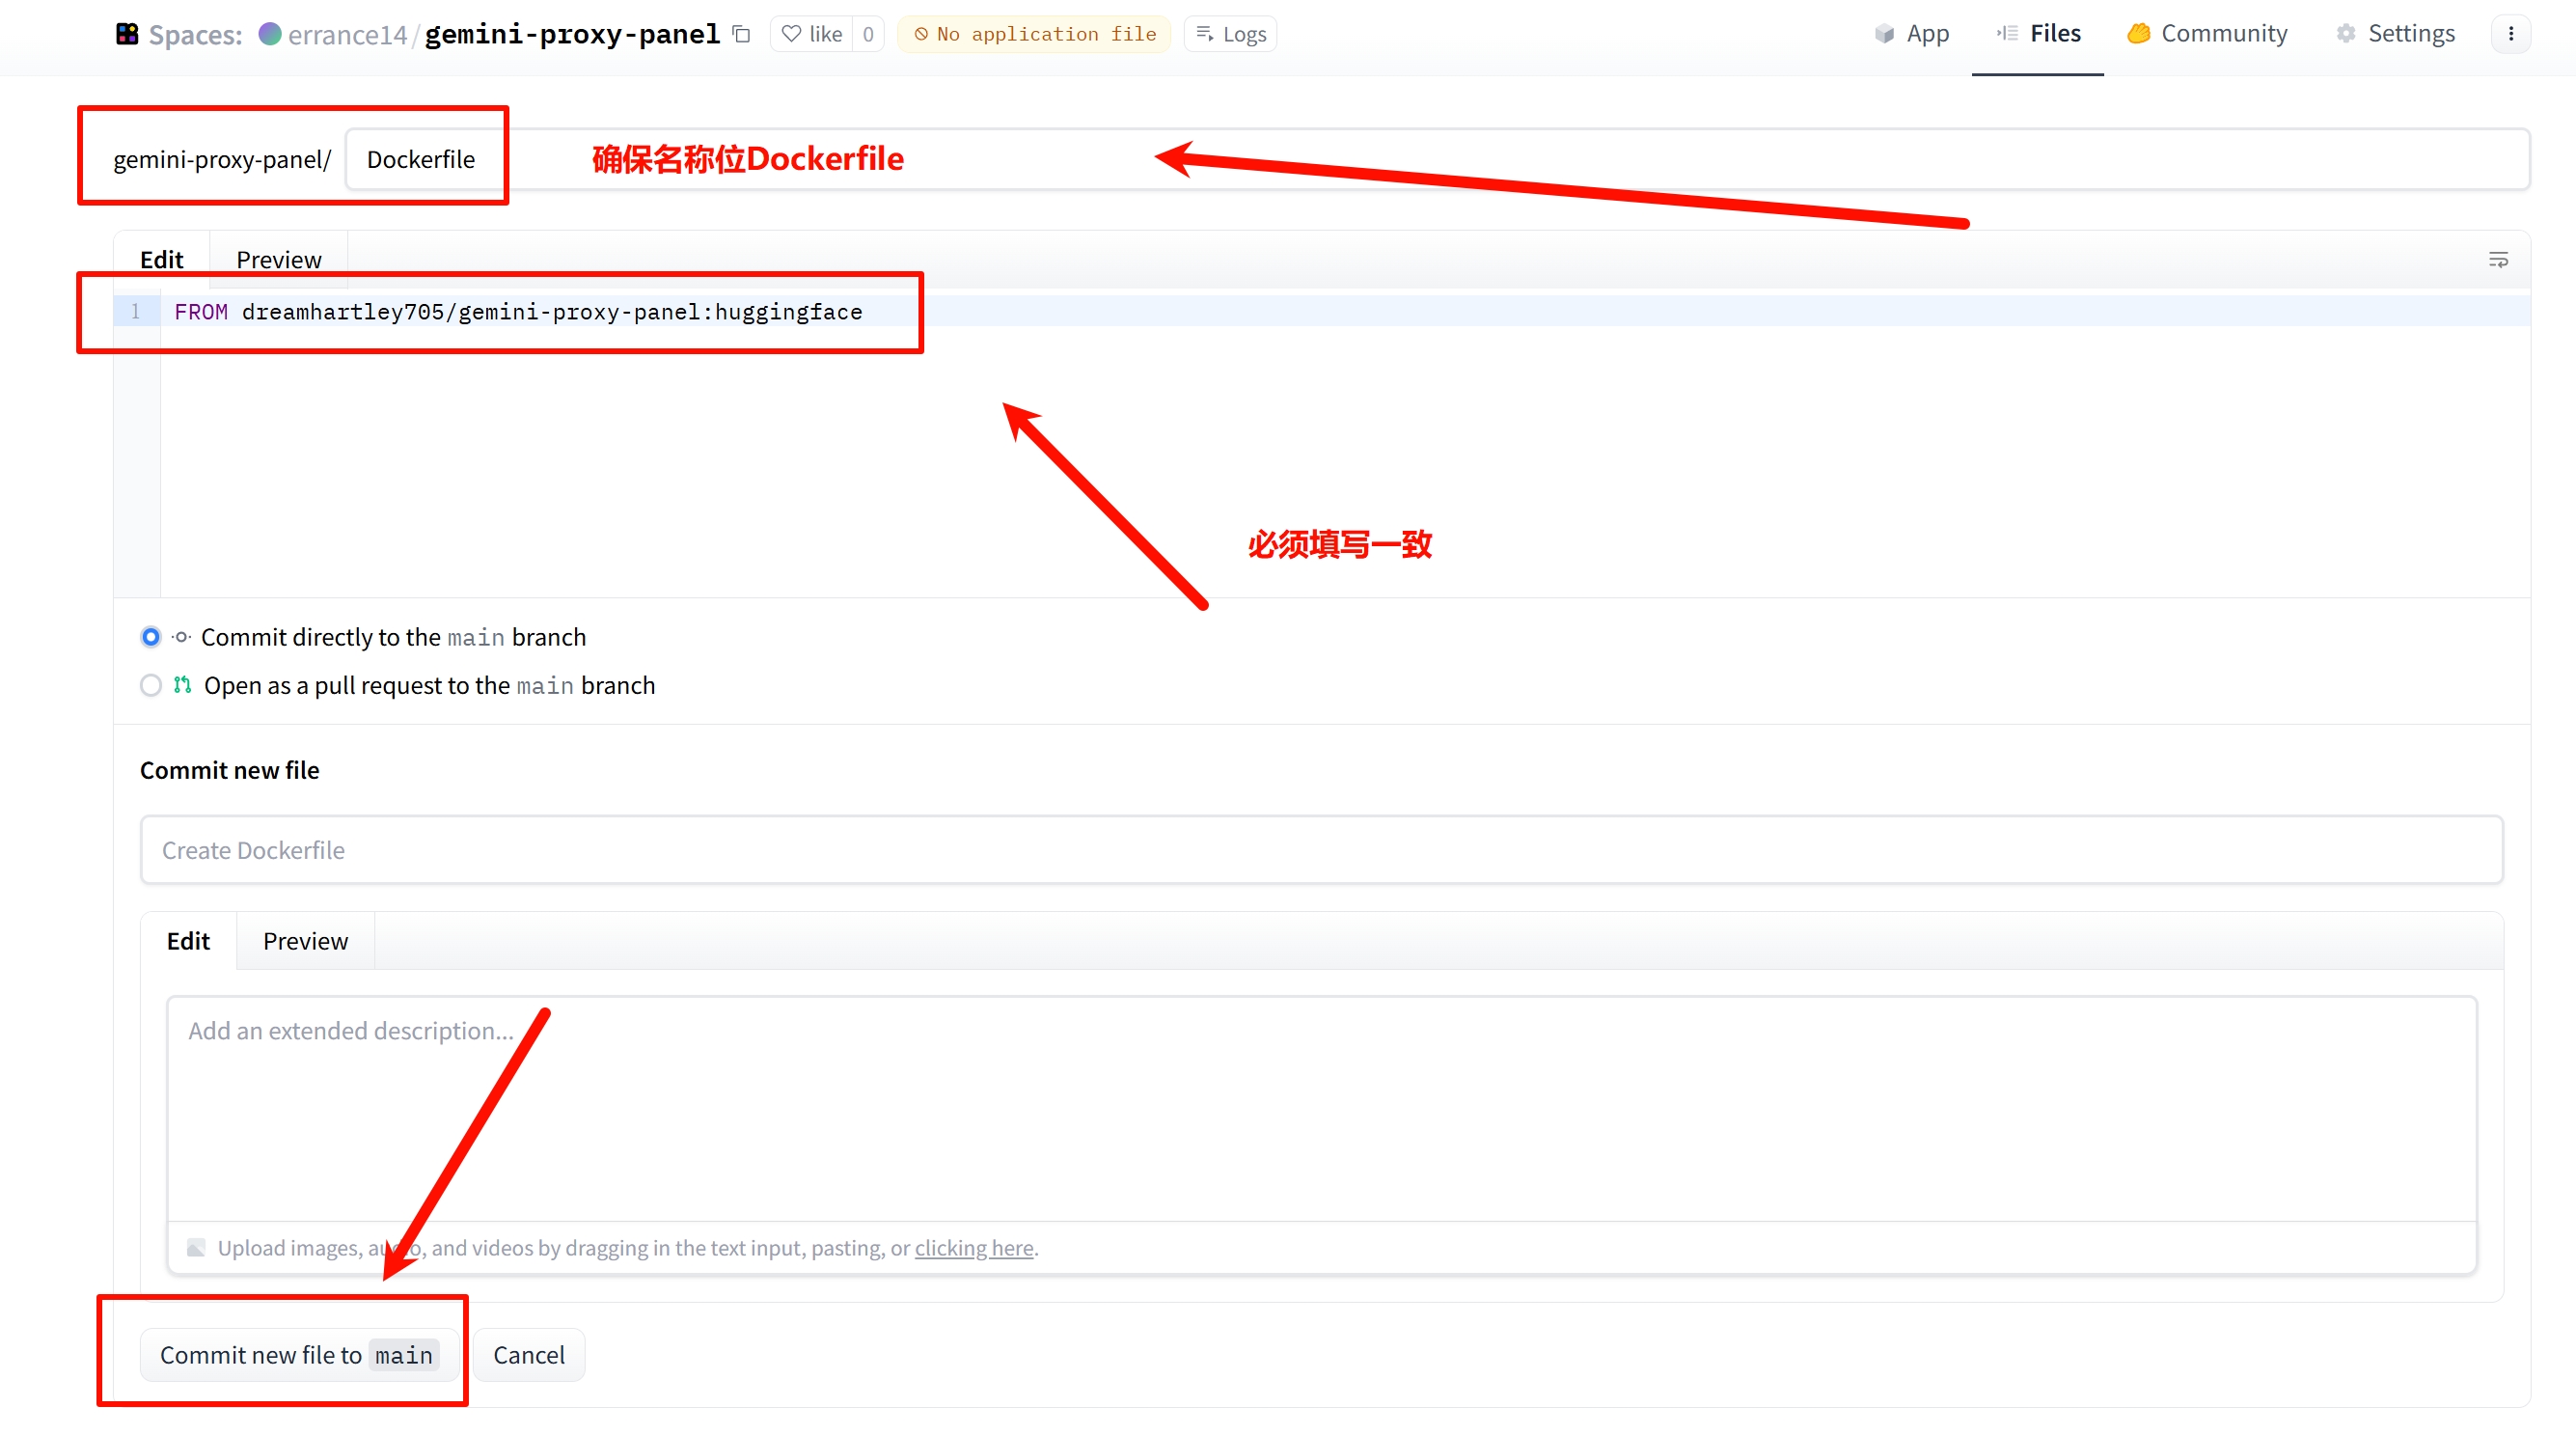 Spaces: errance14/gemini-proxy-panel like 0 No application file Logs App Files Community Settings
gemini-proxy-panel/ Dockerfile 确保名称位Dockerfile
Edit Preview
1 FROM dreamhartley705/gemini-proxy-panel:huggingface
必须填写一致
Commit directly to the main branch
Open as a pull request to the main branch
Commit new file
Create Dockerfile
Edit Preview
Add an extended description...
Upload images, audio, and videos by dragging in the text input, pasting, or clicking here.
Commit new file to main Cancel